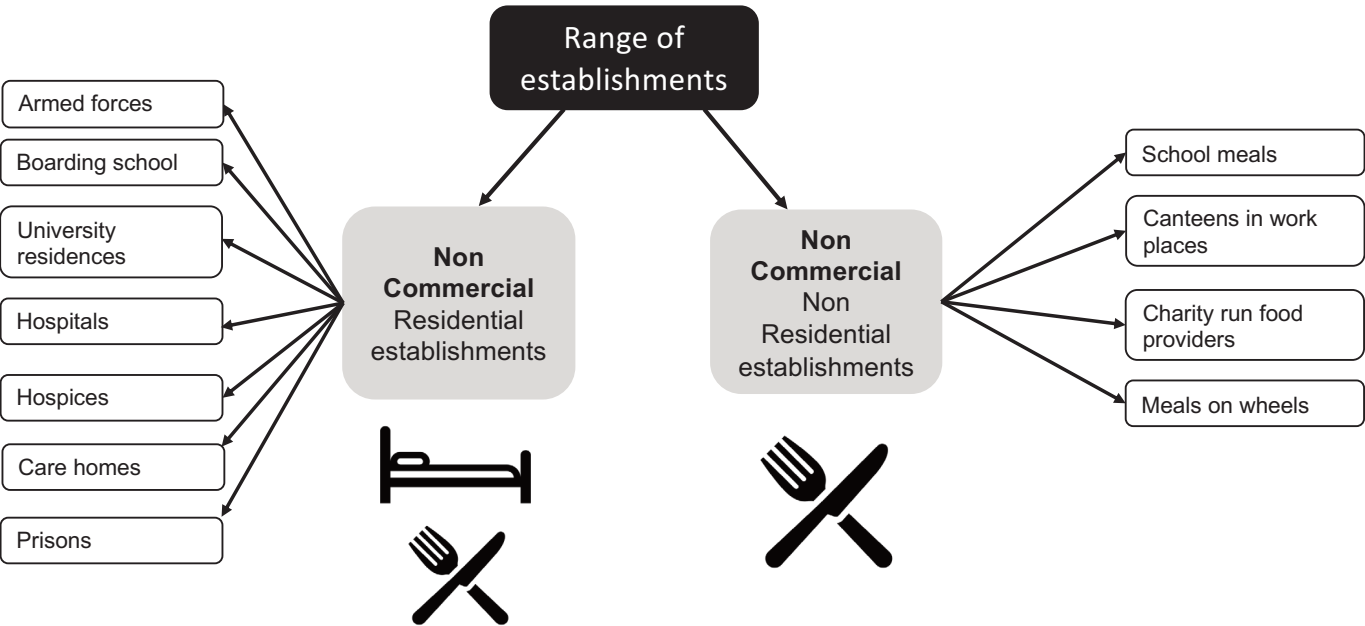 Range of
establishments
Armed forces
Boarding school
University
residences
Hospitals
Hospices
Care homes
Prisons
Non
Commercial
Residential
establishments
Non
Commercial
Non
Residential
establishments
School meals
Canteens in work
places
Charity run food
providers
Meals on wheels